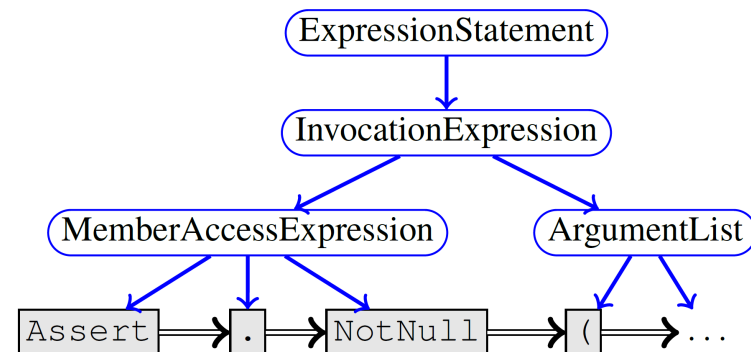 ExpressionStatement
InvocationExpression
MemberAccessExpression ArgumentList
Assert . NotNull ( ...